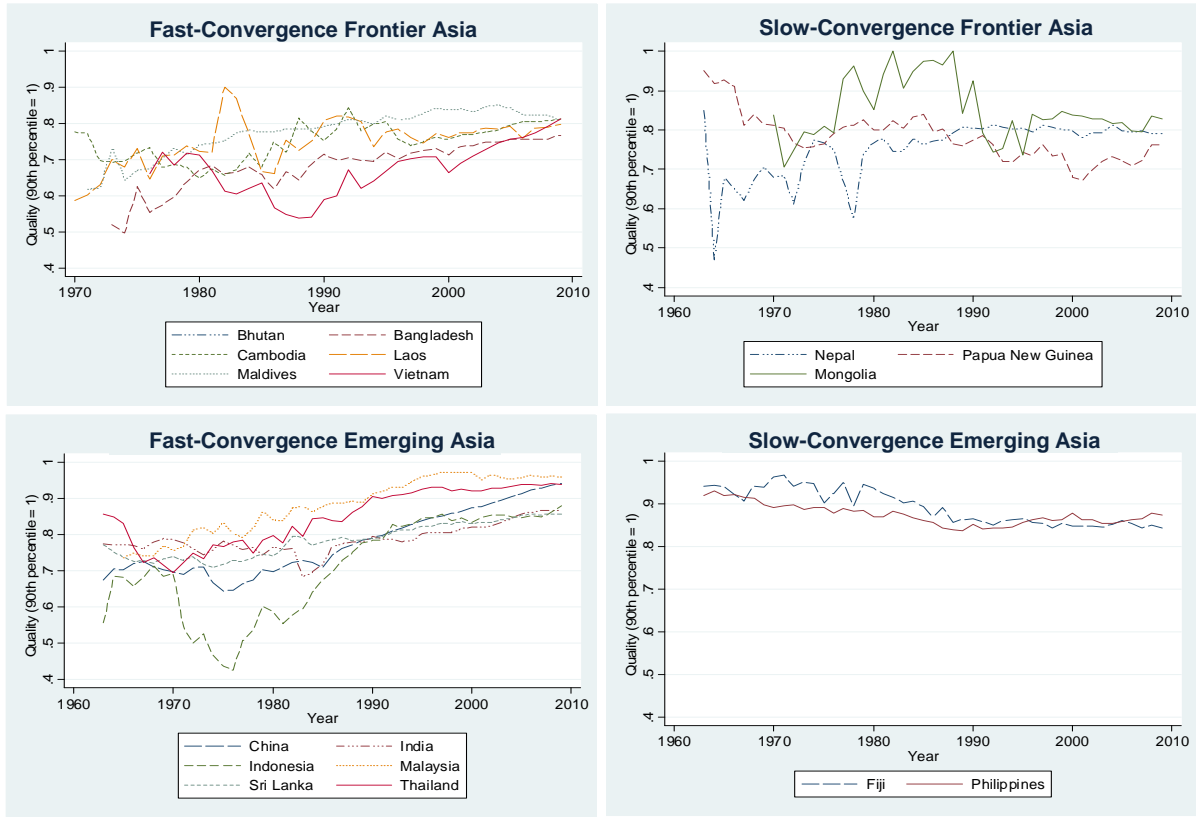 Fast-Convergence Frontier Asia
Quality (90th percentile = 1)
1
.9
.8
.7
.6
.5
.4
1970 1980 1990 2000 2010
Year
Bhutan Bangladesh
Cambodia Laos
Maldives Vietnam
Slow-Convergence Frontier Asia
Quality (90th percentile = 1)
1
.9
.8
.7
.6
.5
.4
1960 1970 1980 1990 2000 2010
Year
Nepal Papua New Guinea
Mongolia
Fast-Convergence Emerging Asia
Quality (90th percentile = 1)
1
.9
.8
.7
.6
.5
.4
1960 1970 1980 1990 2000 2010
Year
China India
Indonesia Malaysia
Sri Lanka Thailand
Slow-Convergence Emerging Asia
Quality (90th percentile = 1)
1
.9
.8
.7
.6
.5
.4
1960 1970 1980 1990 2000 2010
Year
Fiji Philippines